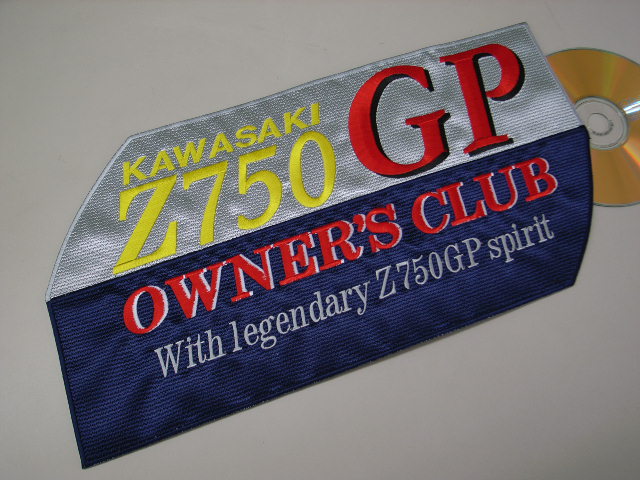 KAWASAKI
Z750 GP
OWNER'S CLUB
With legendary Z750GP spirit